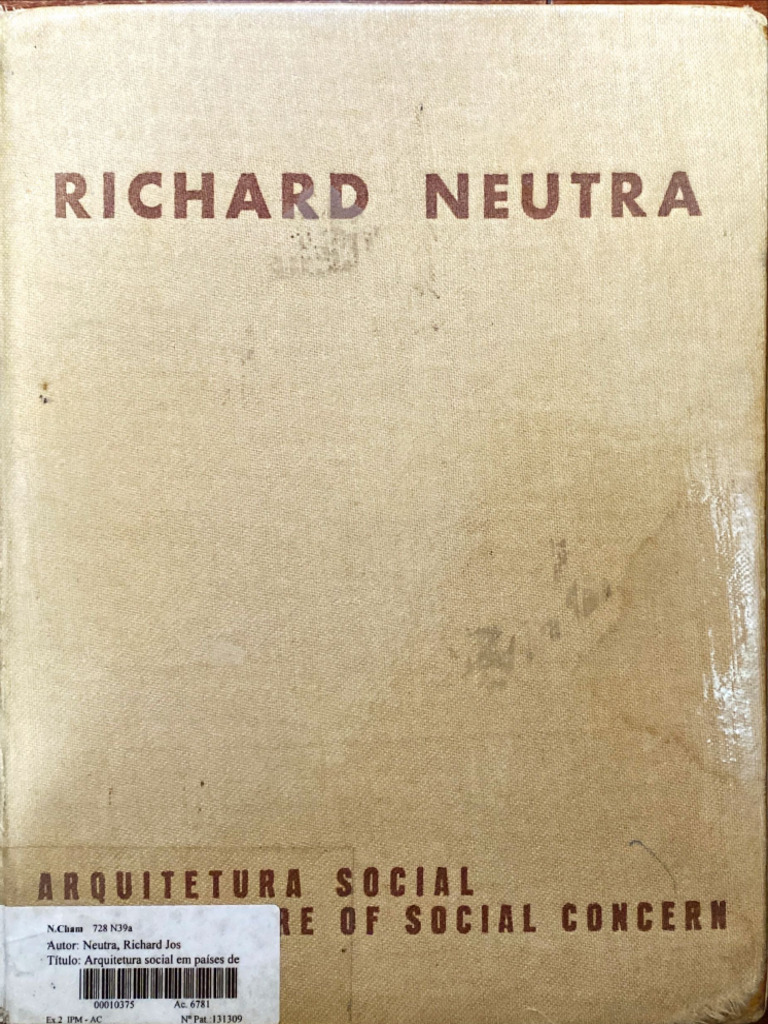 RICHARD NEUTRA
ARQUITETURA SOCIAL
RE OF SOCIAL CONCERN
N.Cham 728 N39a
Autor: Neutra, Richard Jos
Título: Arquitetura social em países de
00010375 Ac. 6781
Ex.2 IPM - AC Nº Pat.:131309